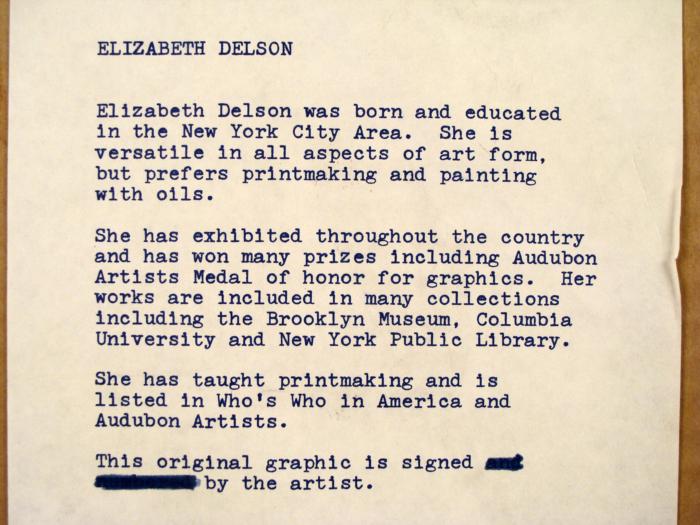 ELIZABETH DELSON
Elizabeth Delson was born and educated
in the New York City Area. She is
versatile in all aspects of art form,
but prefers printmaking and painting
with oils.
She has exhibited throughout the country
and has won many prizes including Audubon
Artists Medal of honor for graphics. Her
works are included in many collections
including the Brooklyn Museum, Columbia
University and New York Public Library.
She has taught printmaking and is
listed in Who's Who in America and
Audubon Artists.
This original graphic is signed
by the artist.